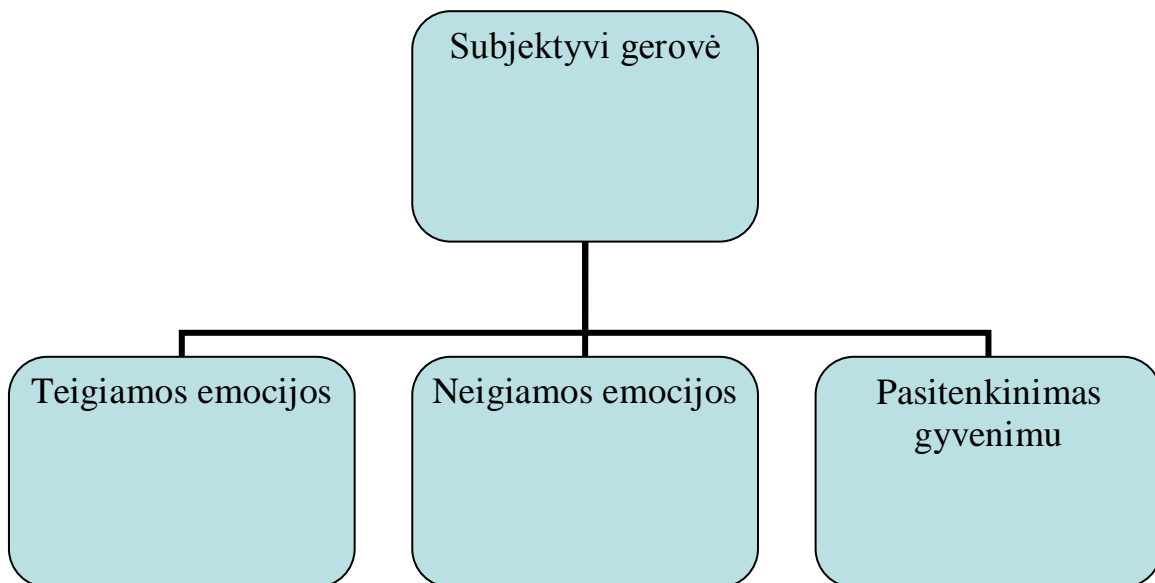 Subjektyvi gerovė
Teigiamos emocijos
Neigiamos emocijos
Pasitenkinimas
gyvenimu